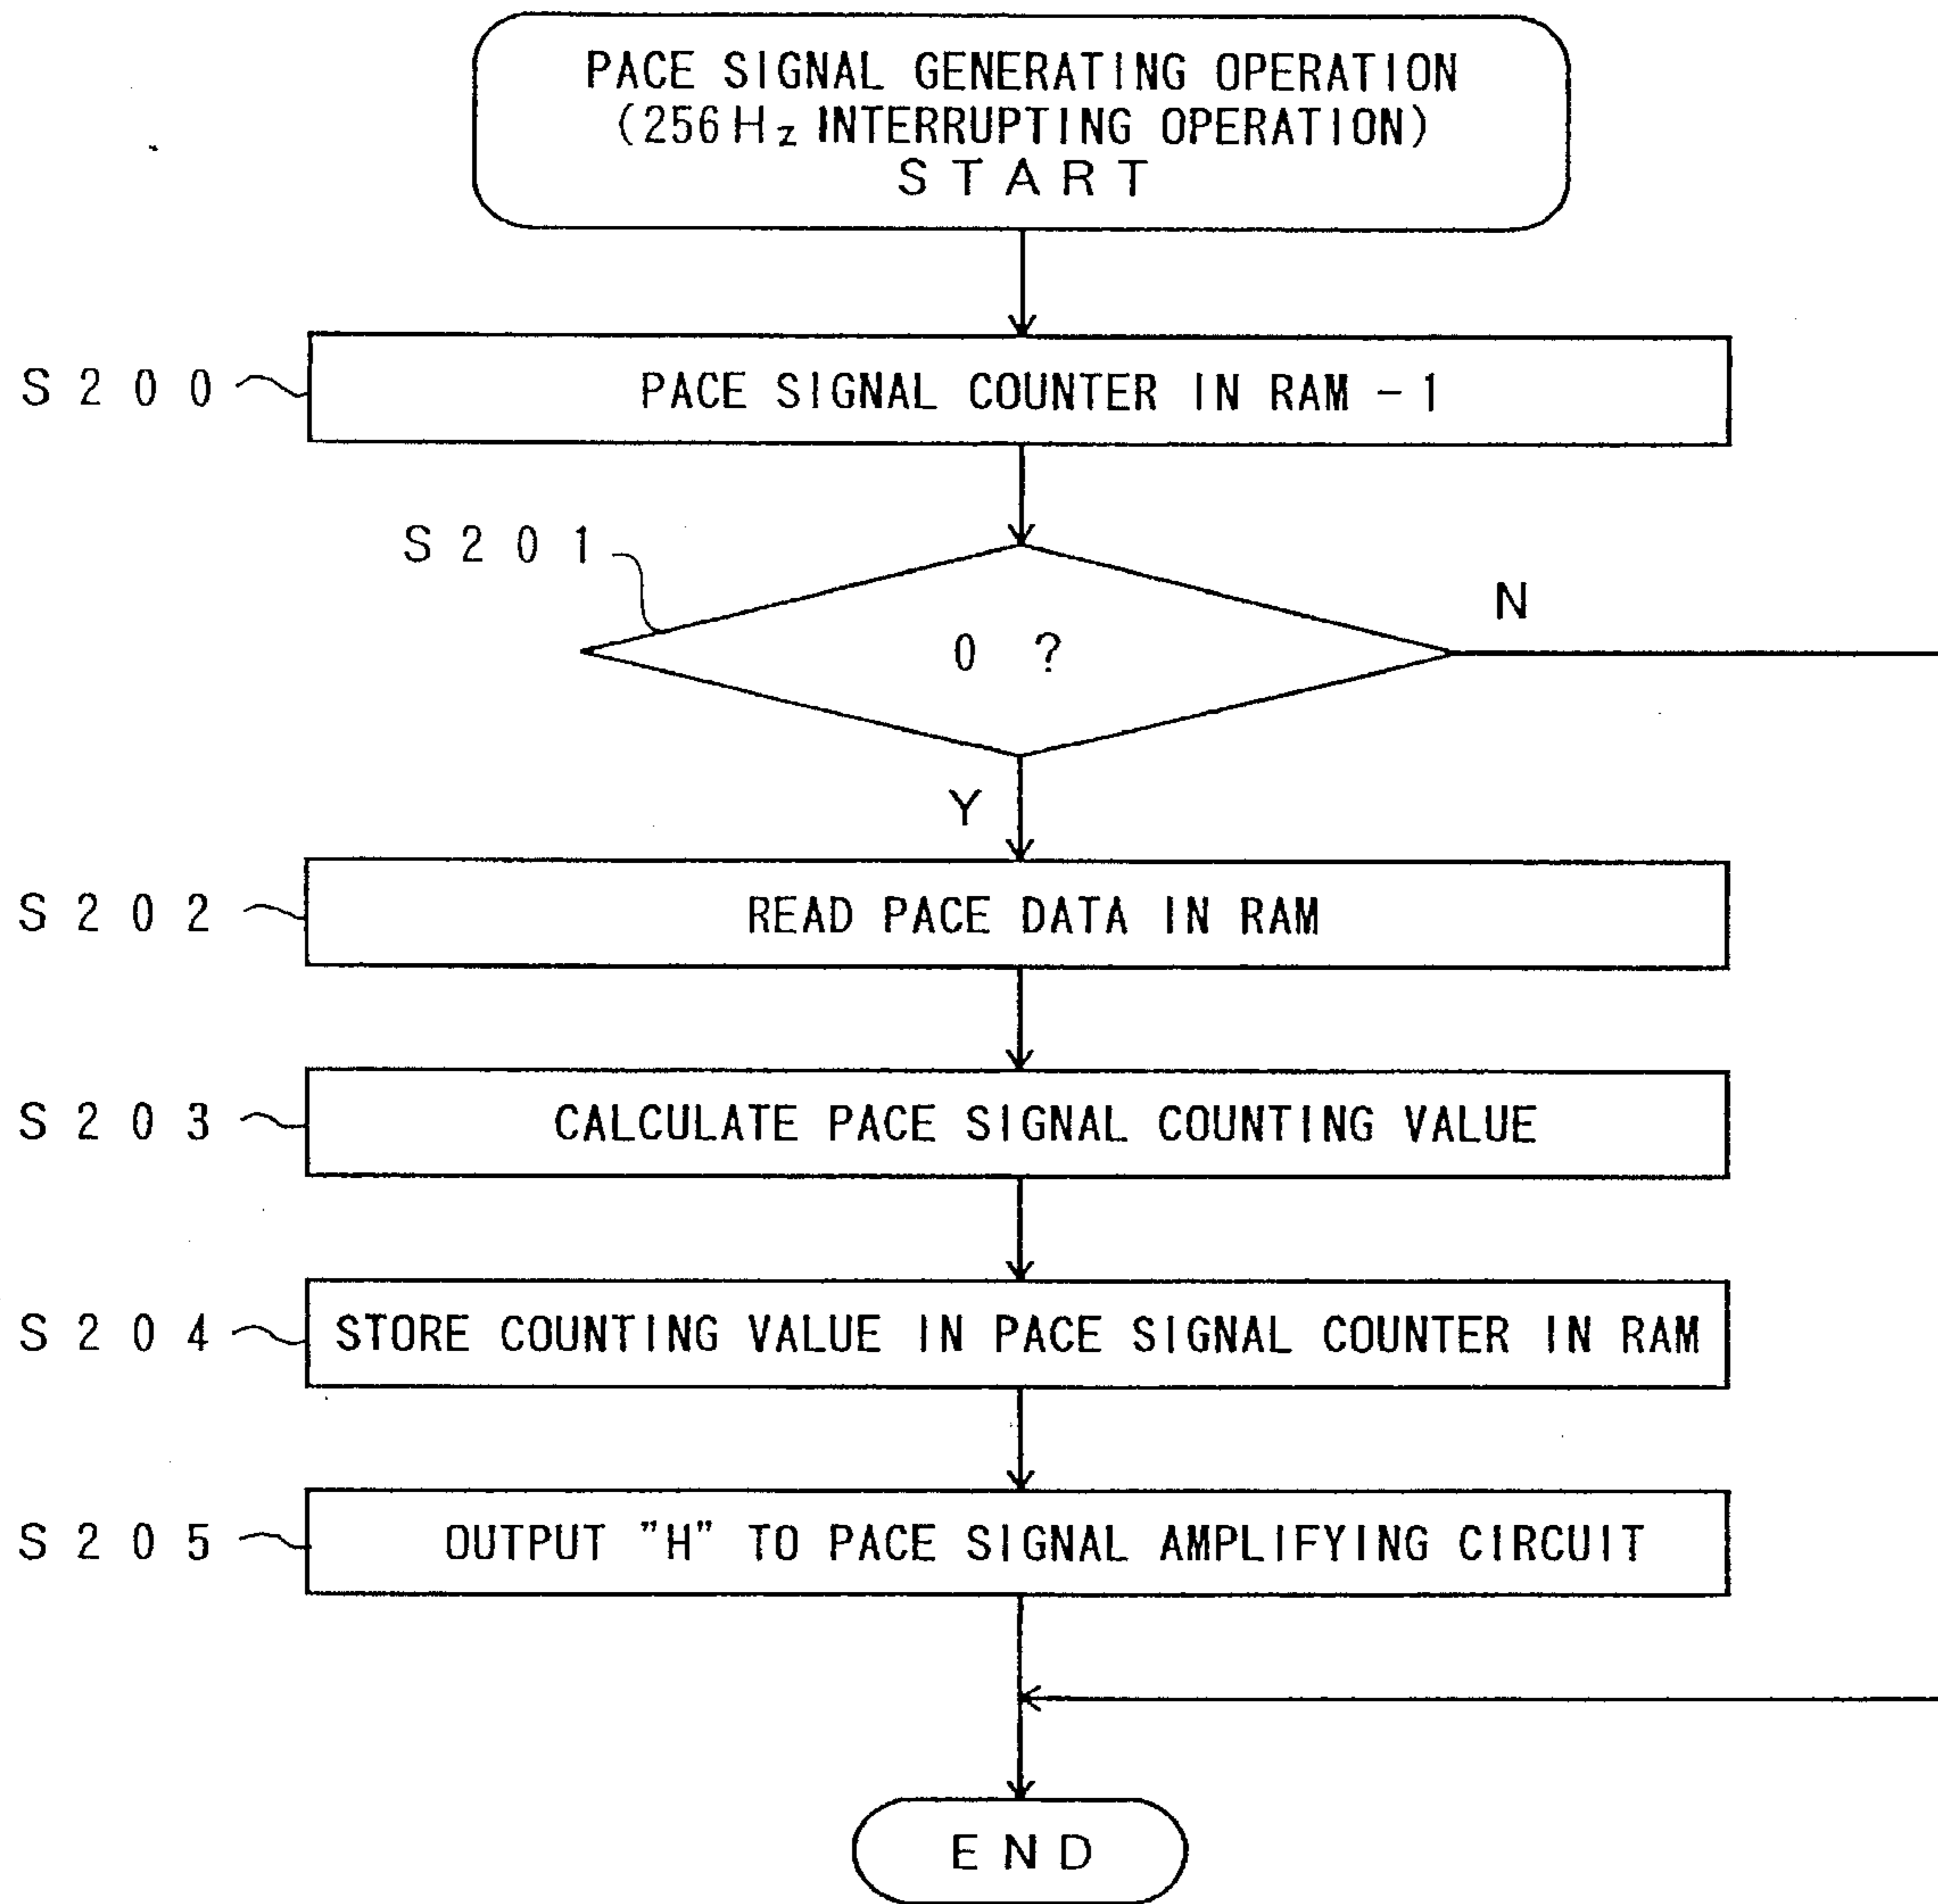 PACE SIGNAL GENERATING OPERATION
(256Hz INTERRUPTING OPERATION)
START
S200
PACE SIGNAL COUNTER IN RAM -1
S201
0 ?
N
Y
S202
READ PACE DATA IN RAM
S203
CALCULATE PACE SIGNAL COUNTING VALUE
S204
STORE COUNTING VALUE IN PACE SIGNAL COUNTER IN RAM
S205
OUTPUT "H" TO PACE SIGNAL AMPLIFYING CIRCUIT
END